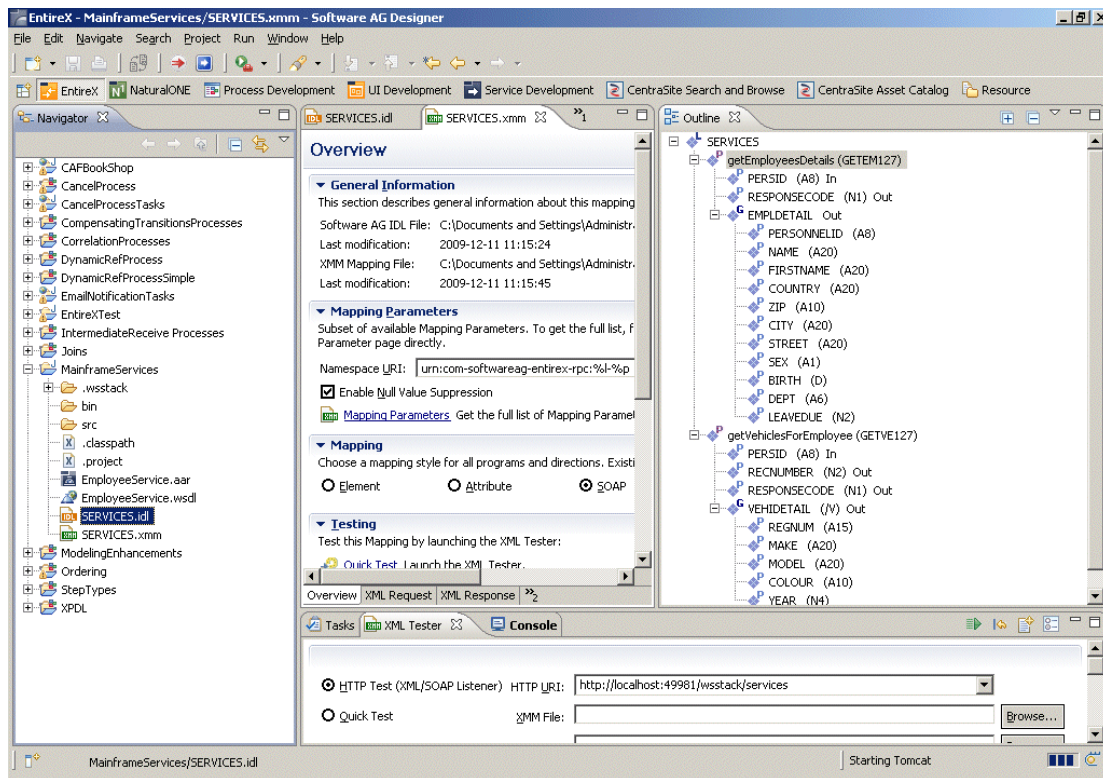 EntireX - MainframeServices/SERVICES.xmm - Software AG Designer
File Edit Navigate Search Project Run Window Help
EntireX NaturalONE Process Development UI Development Service Development CentraSite Search and Browse CentraSite Asset Catalog Resource
Navigator
CAFBookShop
CancelProcess
CancelProcessTasks
CompensatingTransitionsProcesses
CorrelationProcesses
DynamicRefProcess
DynamicRefProcessSimple
EmailNotificationTasks
EntireXTest
IntermediateReceive Processes
Joins
MainframeServices
.wsstack
bin
src
.classpath
.project
EmployeeService.aar
EmployeeService.wsdl
SERVICES.idl
SERVICES.xmm
ModelingEnhancements
Ordering
StepTypes
XPDL
SERVICES.idl SERVICES.xmm »1
Overview
General Information
This section describes general information about this mapping
Software AG IDL File: C:\Documents and Settings\Administr
Last modification: 2009-12-11 11:15:24
XMM Mapping File: C:\Documents and Settings\Administr
Last modification: 2009-12-11 11:15:45
Mapping Parameters
Subset of available Mapping Parameters. To get the full list, f
Parameter page directly.
Namespace URI: urn:com-softwareag-entirex-rpc:%l-%p
Enable Null Value Suppression
Mapping Parameters Get the full list of Mapping Parame
Mapping
Choose a mapping style for all programs and directions. Existi
Element Attribute SOAP
Testing
Test this Mapping by launching the XML Tester:
Quick Test Launch the XML Tester.
Overview XML Request XML Response »2
Outline
SERVICES
getEmployeesDetails (GETEM127)
PERSID (A8) In
RESPONSECODE (N1) Out
EMPLDETAIL Out
PERSONNELID (A8)
NAME (A20)
FIRSTNAME (A20)
COUNTRY (A20)
ZIP (A10)
CITY (A20)
STREET (A20)
SEX (A1)
BIRTH (D)
DEPT (A6)
LEAVEDUE (N2)
getVehiclesForEmployee (GETVE127)
PERSID (A8) In
RECNUMBER (N2) Out
RESPONSECODE (N1) Out
VEHIDETAIL (/V) Out
REGNUM (A15)
MAKE (A20)
MODEL (A20)
COLOUR (A10)
YEAR (N4)
Tasks XML Tester Console
HTTP Test (XML/SOAP Listener) HTTP URI: http://localhost:49981/wsstack/services
Quick Test XMM File: Browse...
MainframeServices/SERVICES.idl
Starting Tomcat